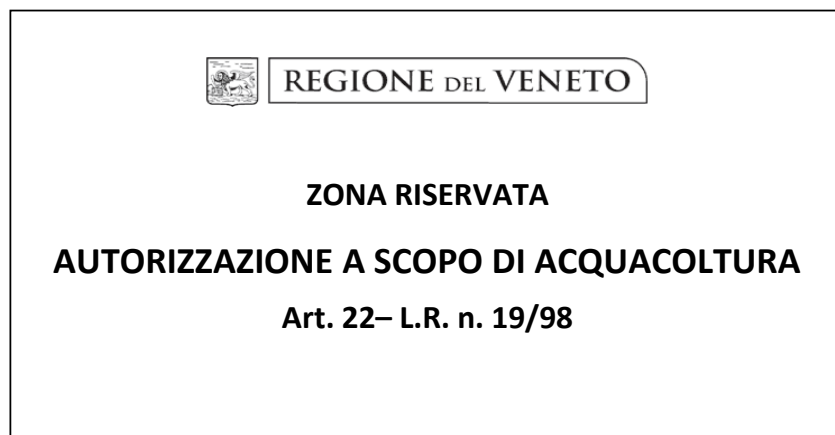 REGIONE DEL VENETO
ZONA RISERVATA
AUTORIZZAZIONE A SCOPO DI ACQUACOLTURA
Art. 22– L.R. n. 19/98